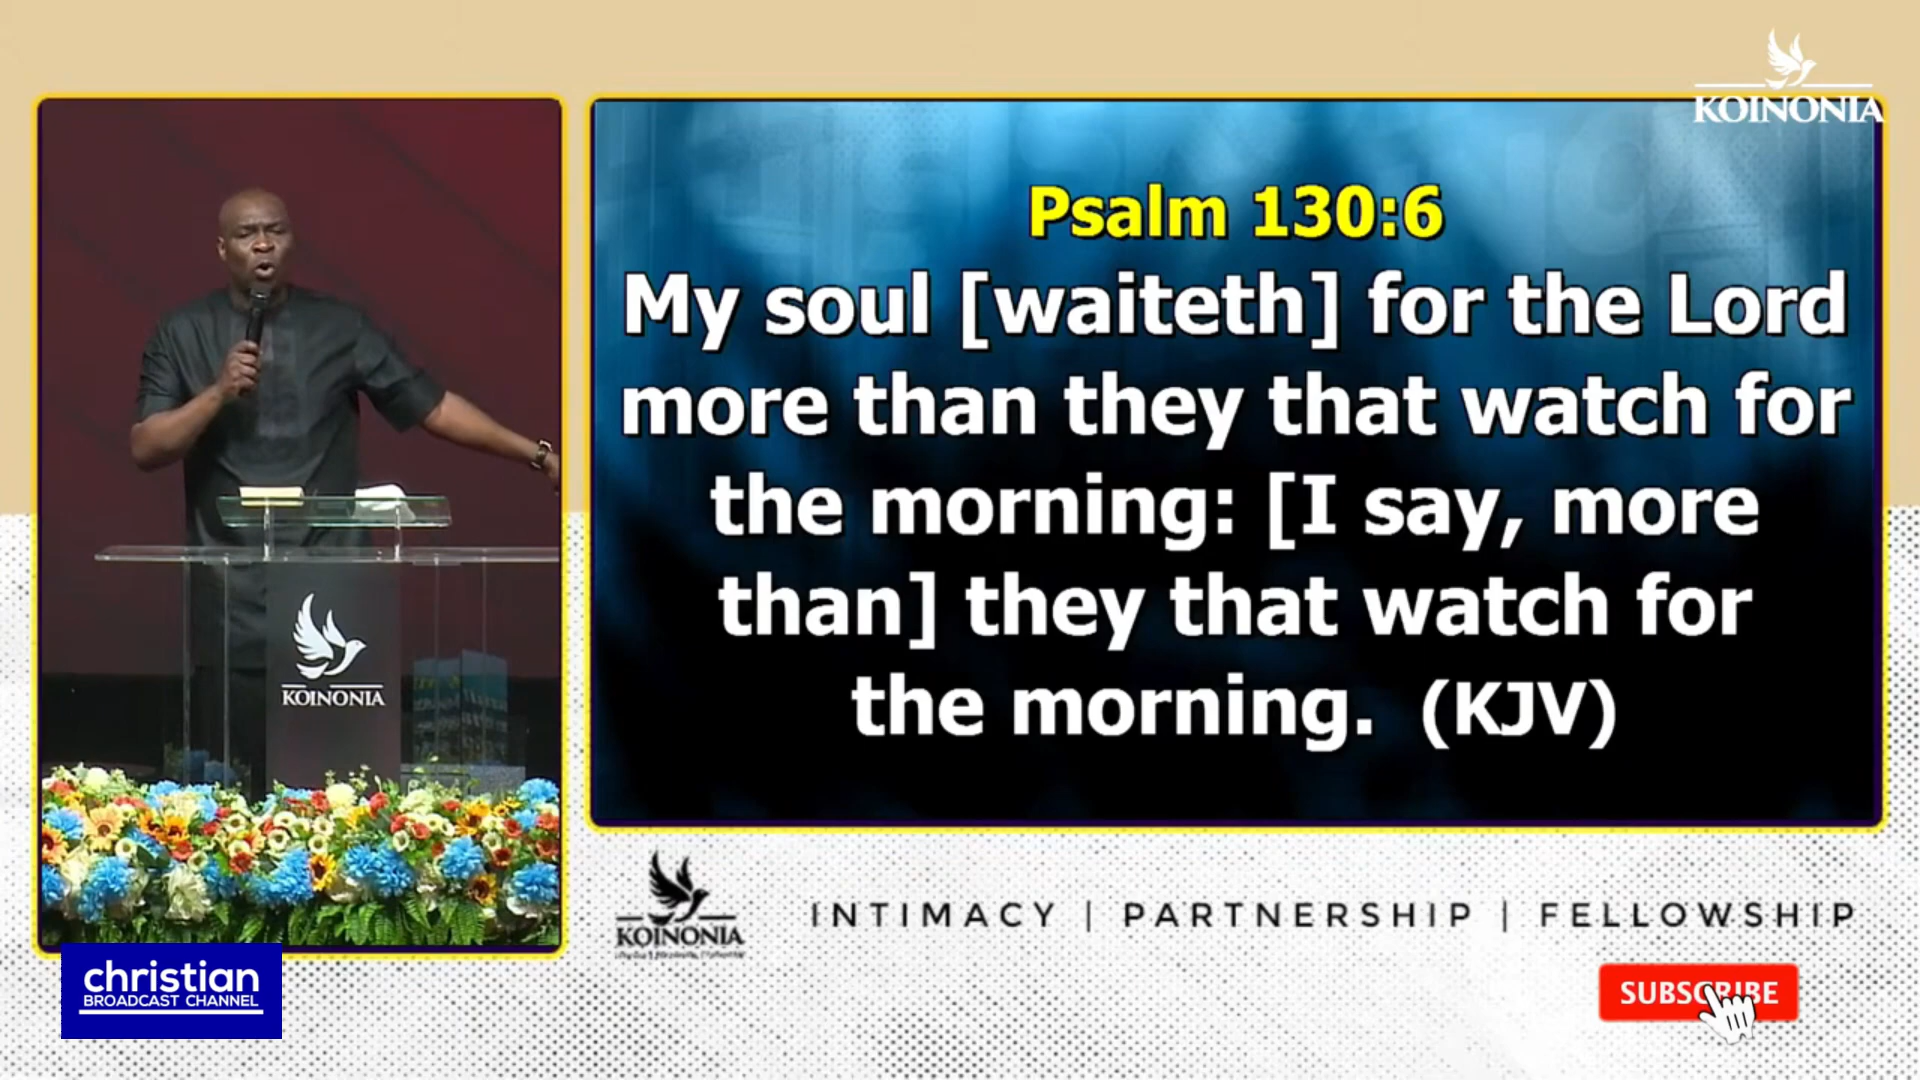 KOINONIA
Psalm 130:6
My soul [waiteth] for the Lord
more than they that watch for
the morning: [I say, more
than] they that watch for
the morning. (KJV)
KOINONIA
KOINONIA
INTIMACY | PARTNERSHIP | FELLOWSHIP
christian
BROADCAST CHANNEL
SUBSCRIBE